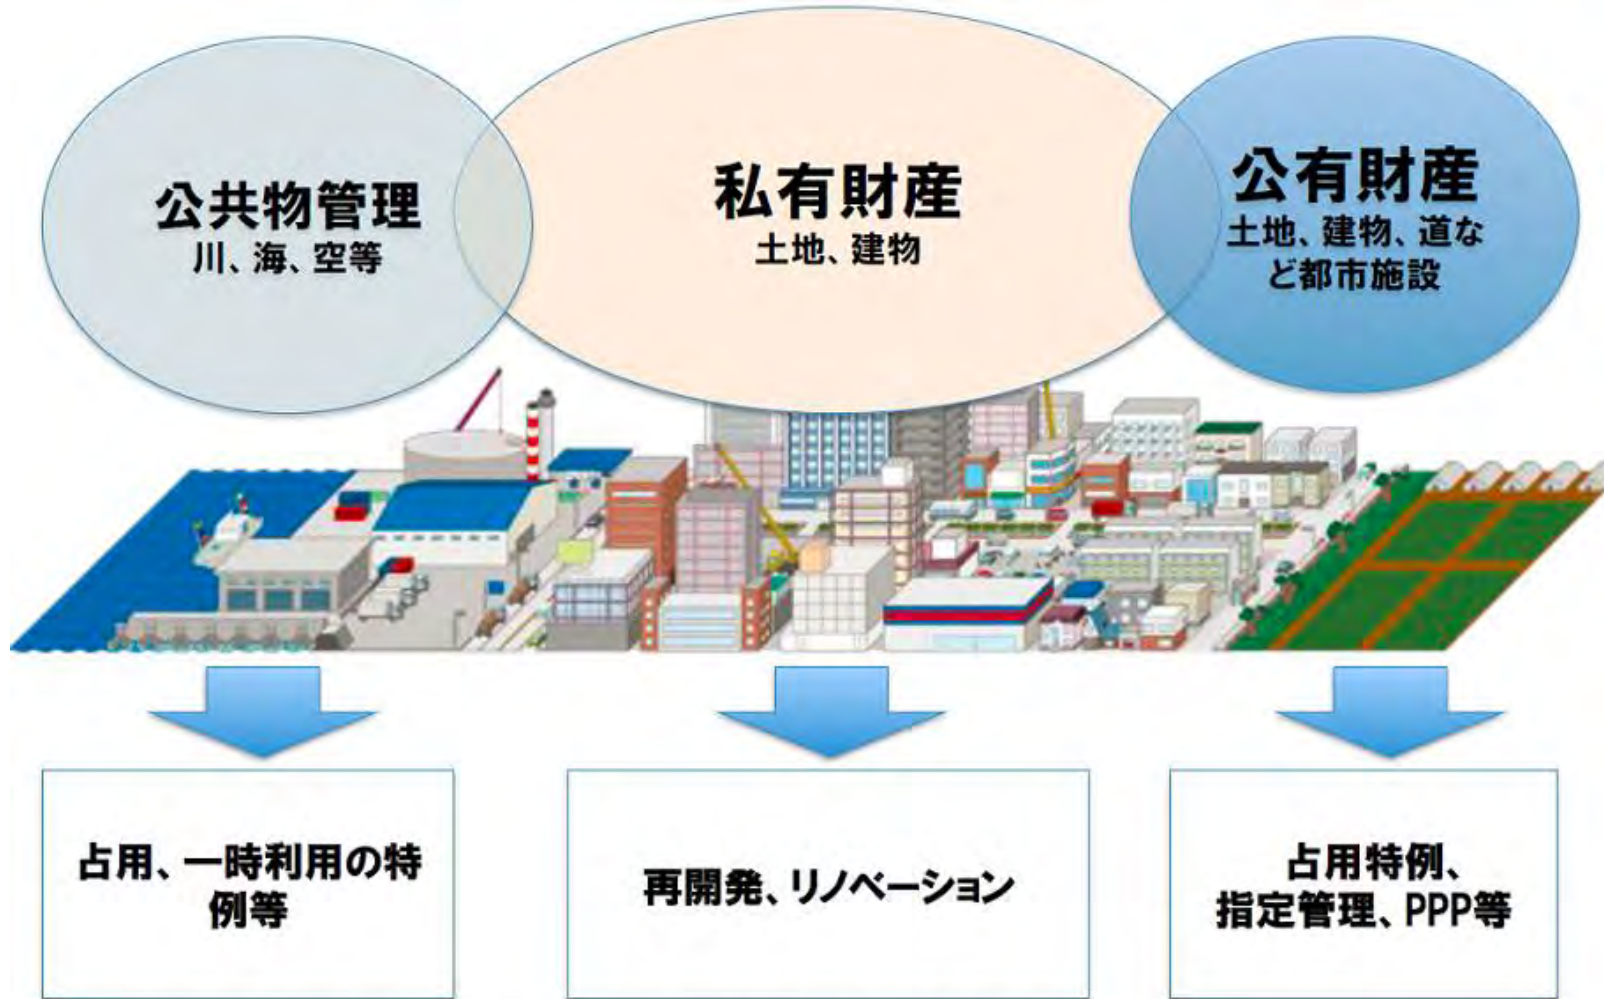 公共物管理
川、海、空等
私有財産
土地、建物
公有財産
土地、建物、道な
ど都市施設
占用、一時利用の特
例等
再開発、リノベーション
占用特例、
指定管理、PPP等